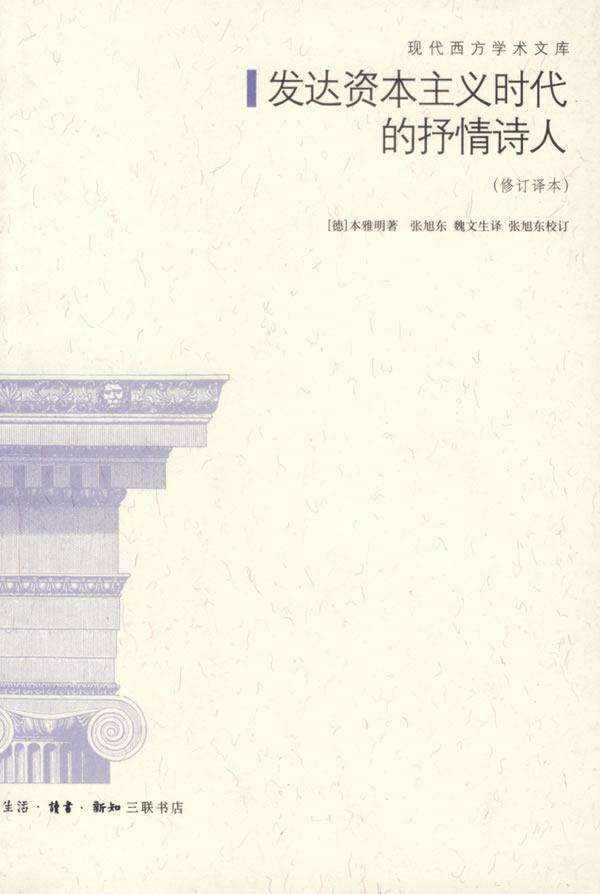 现代西方学术文库
发达资本主义时代
的抒情诗人
(修订译本)
[德]本雅明著 张旭东 魏文生译 张旭东校订
生活·讀書·新知三联书店